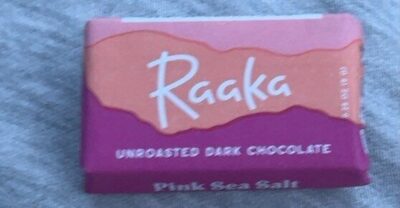 Raaka
UNROASTED DARK CHOCOLATE
Pink Sea Salt